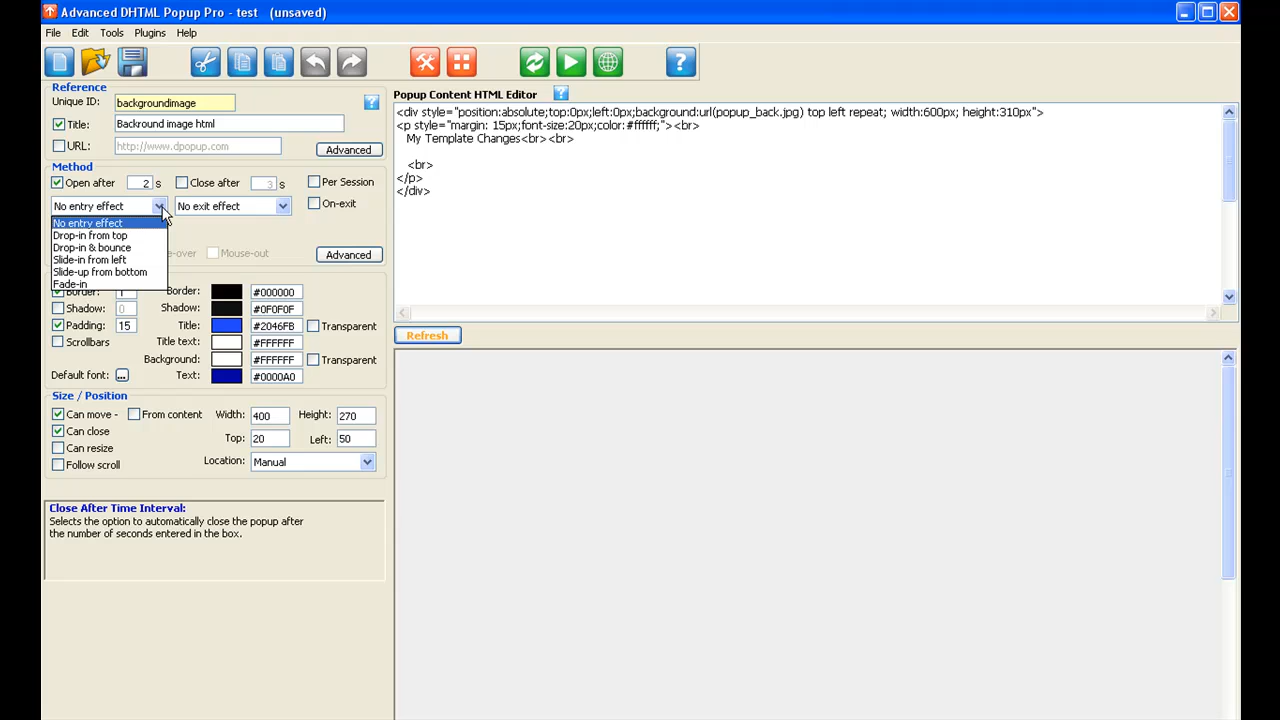 Advanced DHTML Popup Pro - test (unsaved)
File Edit Tools Plugins Help
Reference
Unique ID: backgroundimage
Title: Backround image html
URL: http://www.dpopup.com
Advanced
Method
Open after 2 s Close after 3 s Per Session
No entry effect No exit effect On-exit
No entry effect
Drop-in from top
Drop-in & bounce
Slide-in from left
Slide-up from bottom
Fade-in
Mouse-out Advanced
Border: 1 Border: #000000
Shadow: 0 Shadow: #0F0F0F
Padding: 15 Title: #2046FB Transparent
Scrollbars Title text: #FFFFFF
Background: #FFFFFF Transparent
Default font: ... Text: #0000A0
Size / Position
Can move - From content Width: 400 Height: 270
Can close Top: 20 Left: 50
Can resize
Follow scroll Location: Manual
Close After Time Interval:
Selects the option to automatically close the popup after
the number of seconds entered in the box.
Popup Content HTML Editor ?
<div style="position:absolute;top:0px;left:0px;background:url(popup_back.jpg) top left repeat; width:600px; height:310px">
<p style="margin: 15px;font-size:20px;color:#ffffff;"><br>
My Template Changes<br><br>
<br>
</p>
</div>
Refresh